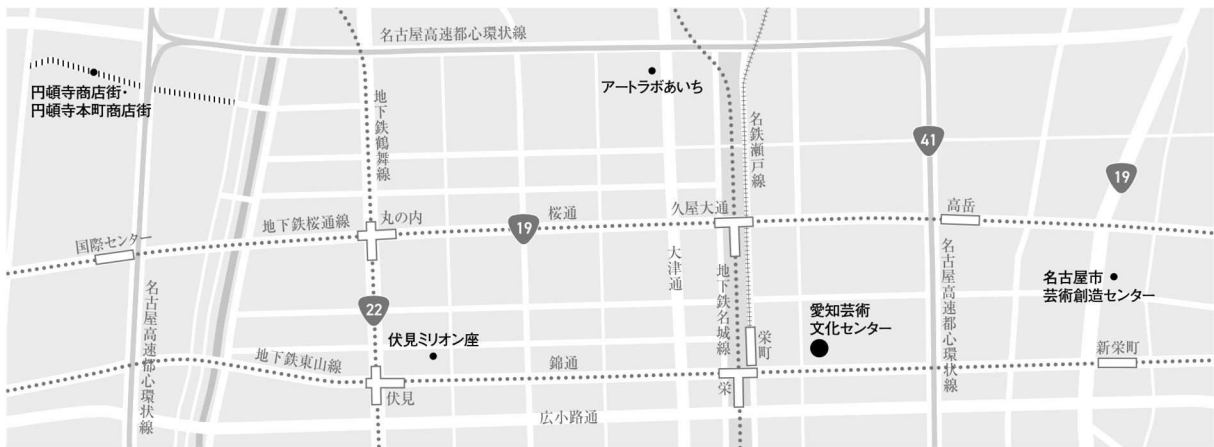 名古屋高速都心環状線
円頓寺商店街・
円頓寺本町商店街
アートラボあいち
地下鉄鶴舞線
名鉄瀬戸線
41
19
高岳
久屋大通
桜通
19
丸の内
地下鉄桜通線
国際センター
大津通
地下鉄名城線
名古屋高速都心環状線
名古屋市
芸術創造センター
名古屋高速都心環状線
22
愛知芸術
文化センター
伏見ミリオン座
栄町
新栄町
地下鉄東山線
錦通
伏見
栄
広小路通